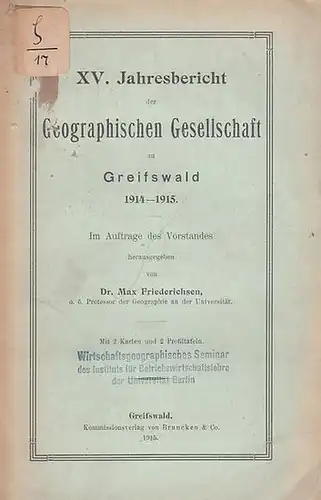 5
17
XV. Jahresbericht
der
Geographischen Gesellschaft
zu
Greifswald
1914—1915.
Im Auftrage des Vorstandes
herausgegeben
von
Dr. Max Friederichsen,
o. ö. Professor der Geographie an der Universität.
Mit 2 Karten und 2 Profiltafeln.
Wirtschaftsgeographisches Seminar
des Instituts für Betriebswirtschaftslehre
der Universität Berlin
Greifswald.
Kommissionsverlag von Bruncken & Co.
1915.